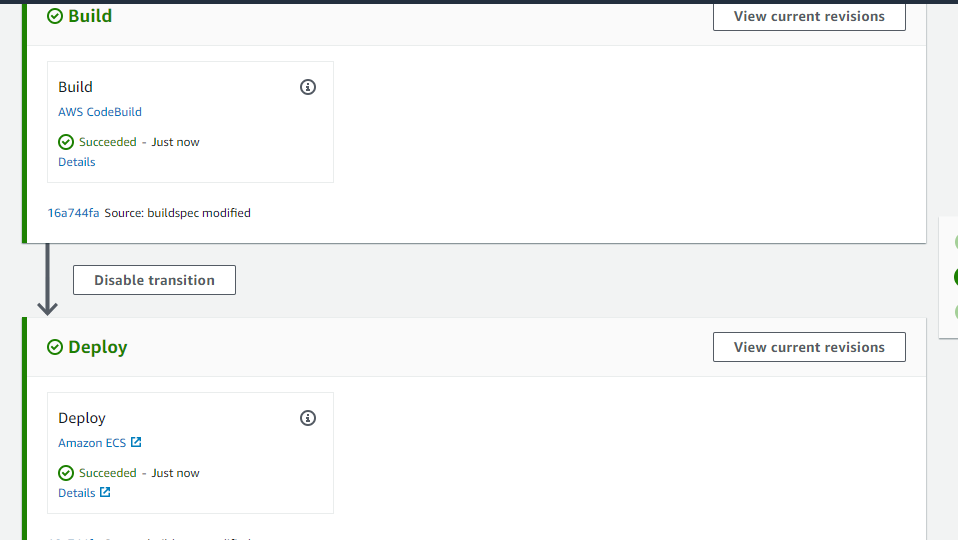 Build
View current revisions
Build
AWS CodeBuild
Succeeded - Just now
Details
16a744fa Source: buildspec modified
Disable transition
Deploy
View current revisions
Deploy
Amazon ECS
Succeeded - Just now
Details